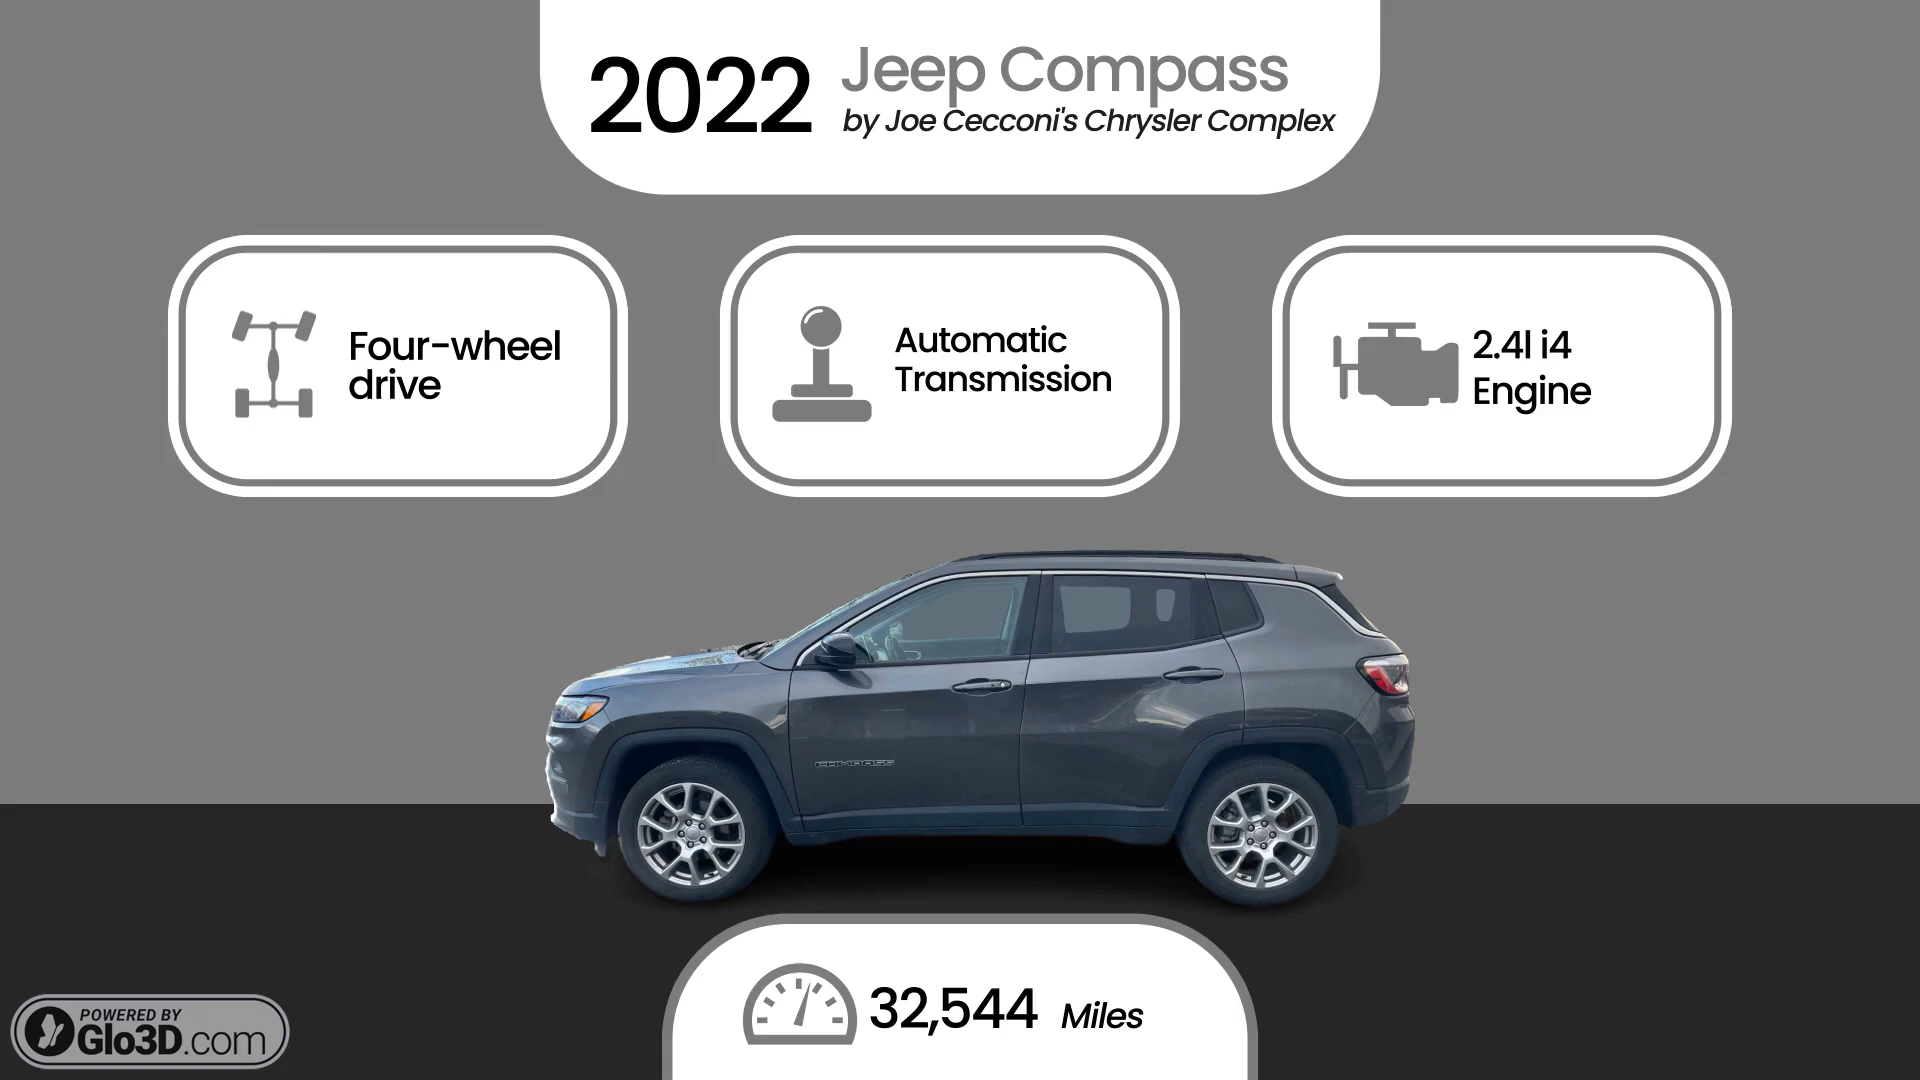 2022
Jeep Compass
by Joe Cecconi's Chrysler Complex
Four-wheel
drive
Automatic
Transmission
2.4l i4
Engine
COMPASS
32,544 Miles
POWERED BY
Glo3D.com